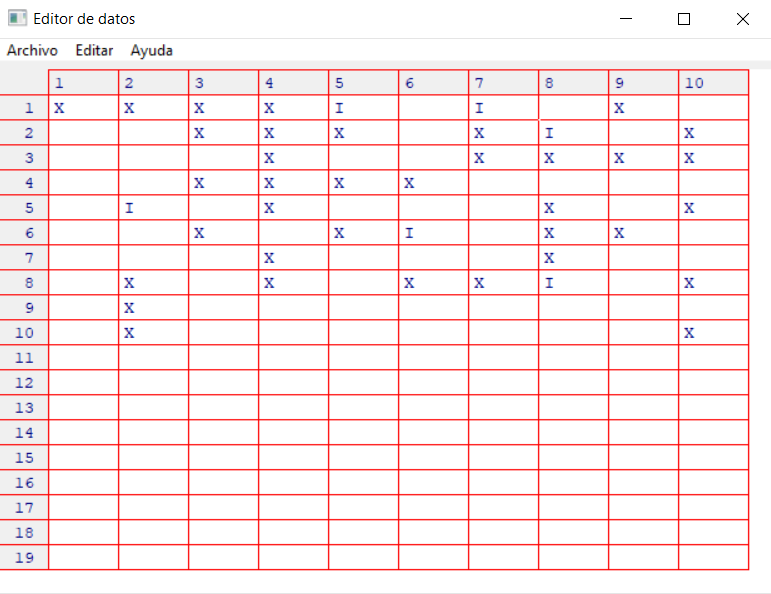 Editor de datos
Archivo Editar Ayuda
1 2 3 4 5 6 7 8 9 10
1 X X X X I I X
2 X X X X I X
3 X X X X X
4 X X X X
5 I X X X
6 X X I X X
7 X X
8 X X X X I X
9 X
10 X X
11
12
13
14
15
16
17
18
19